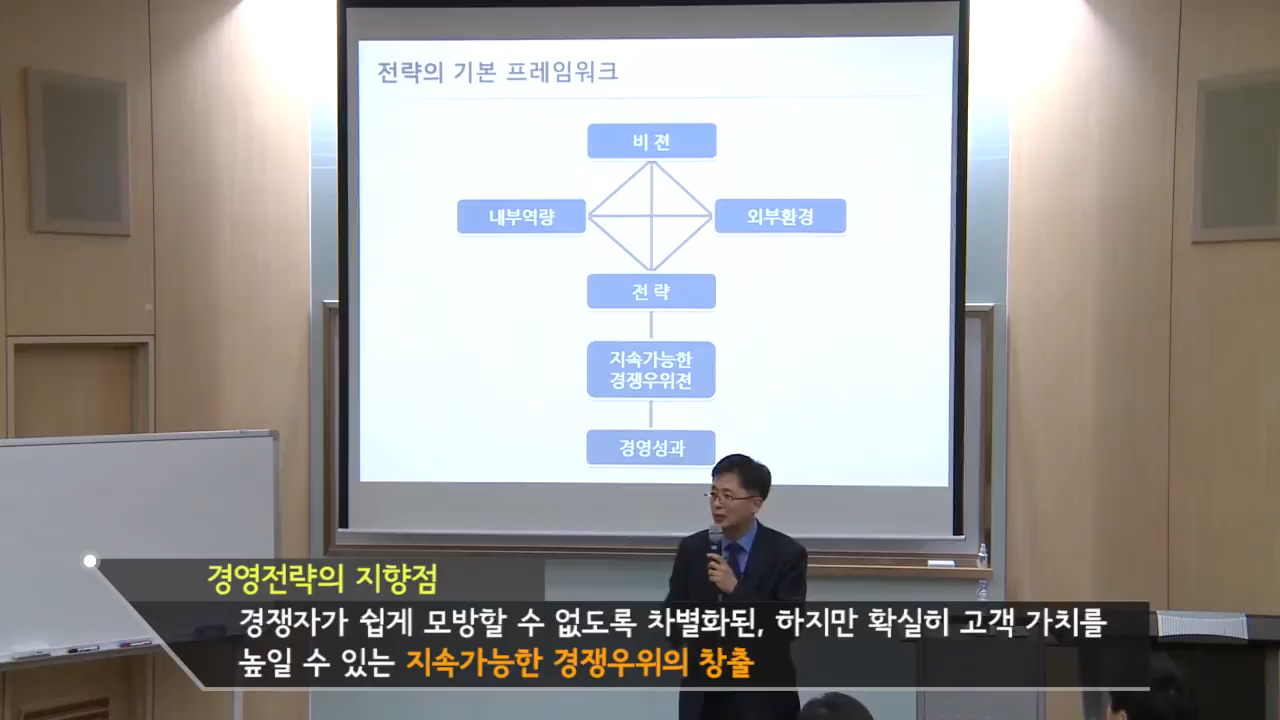 전략의 기본 프레임워크
비 젼
내부역량
외부환경
전 략
지속가능한
경쟁우위젼
경영성과
경영전략의 지향점
경쟁자가 쉽게 모방할 수 없도록 차별화된, 하지만 확실히 고객 가치를
높일 수 있는 지속가능한 경쟁우위의 창출